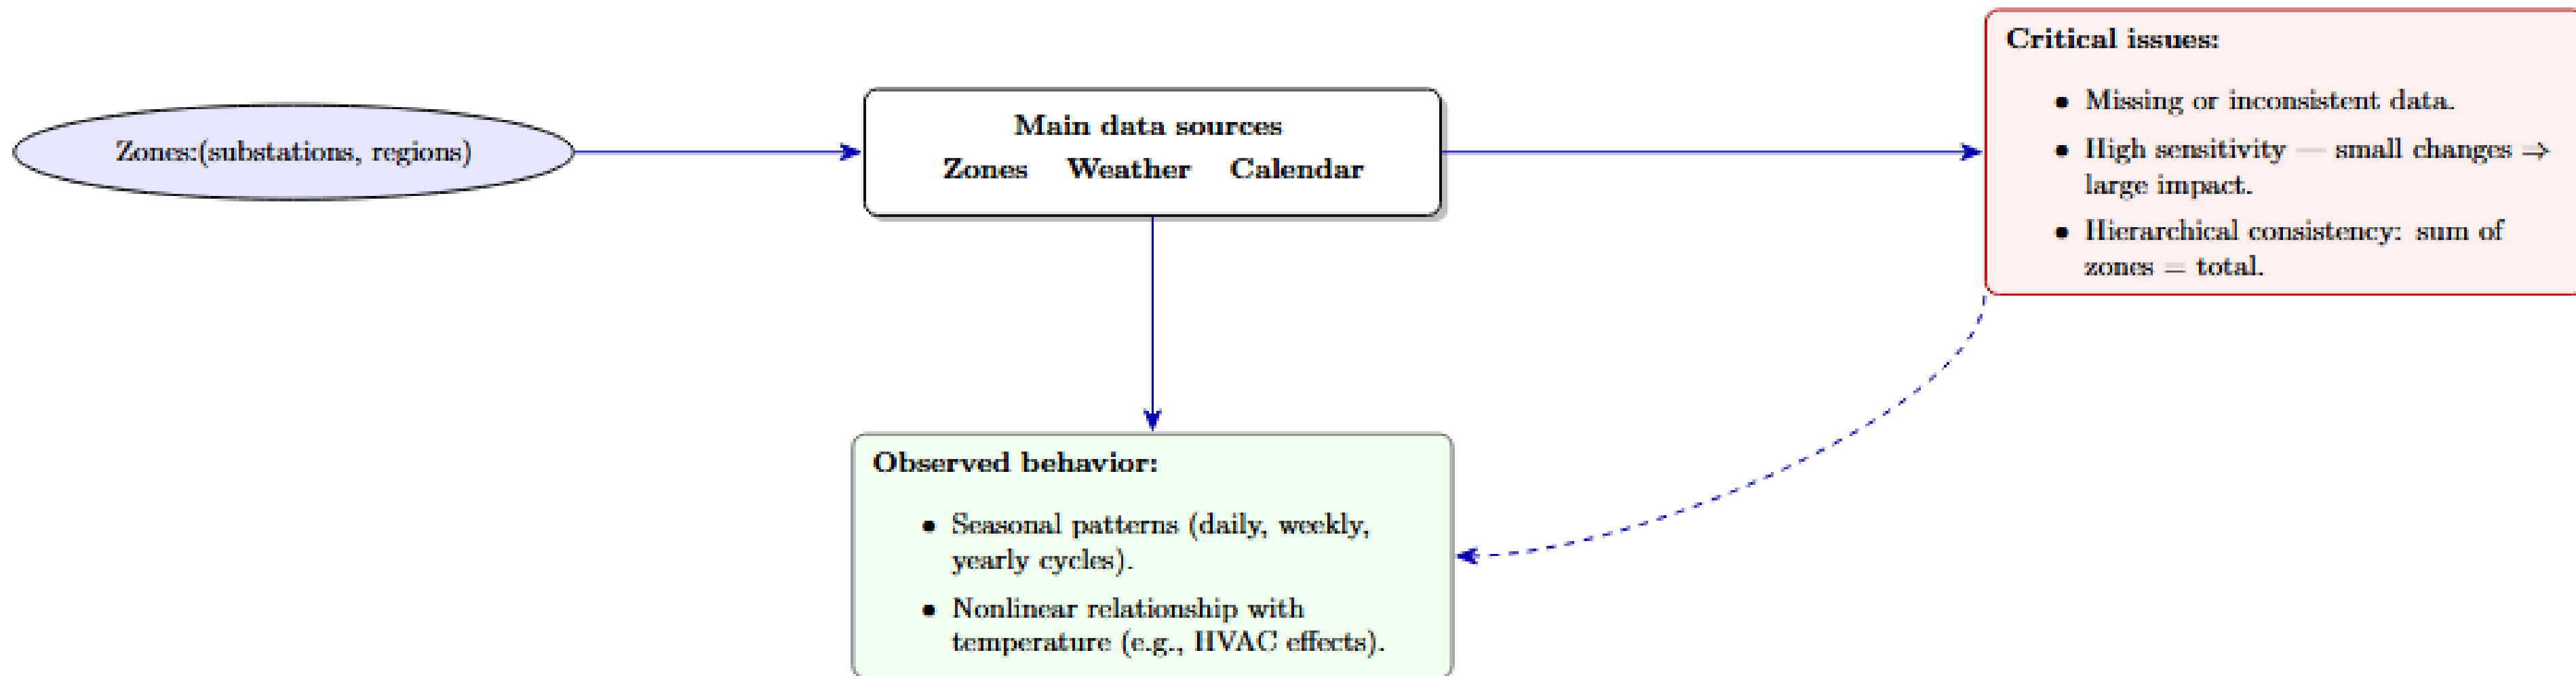 Zones:(substations, regions)
Main data sources
Zones Weather Calendar
Critical issues:
• Missing or inconsistent data.
• High sensitivity — small changes ⇒
large impact.
• Hierarchical consistency: sum of
zones = total.
Observed behavior:
• Seasonal patterns (daily, weekly,
yearly cycles).
• Nonlinear relationship with
temperature (e.g., HVAC effects).